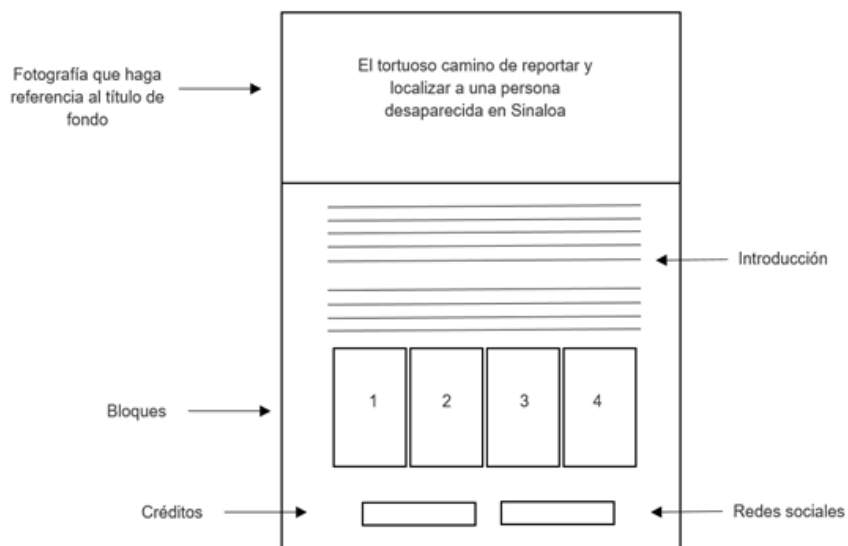 El tortuoso camino de reportar y
localizar a una persona
desaparecida en Sinaloa
Fotografía que haga
referencia al título de
fondo
Introducción
1
2
3
4
Bloques
Créditos
Redes sociales